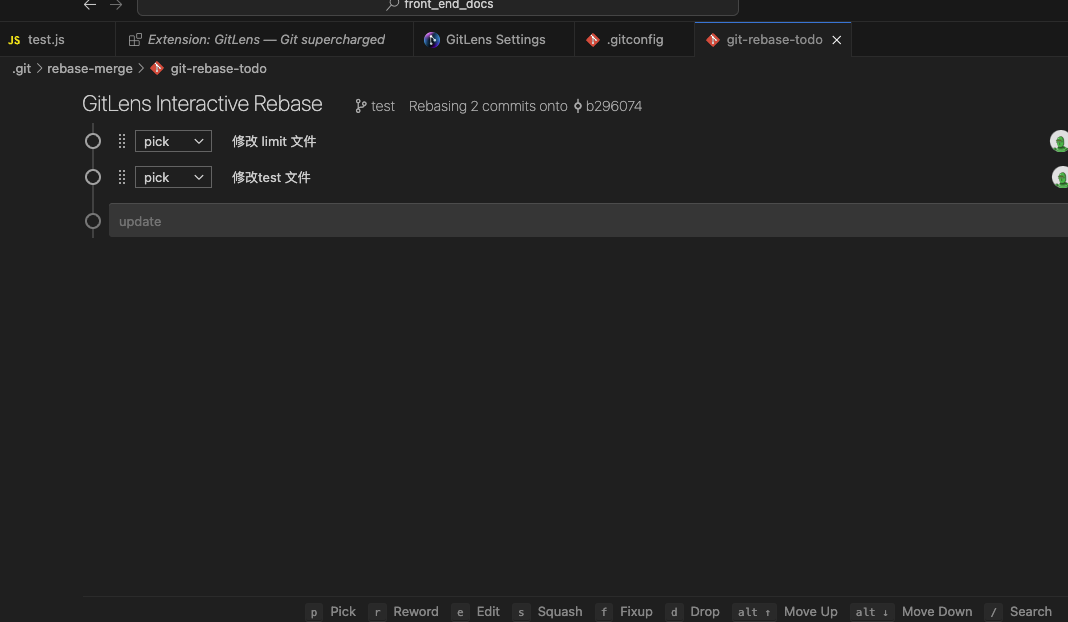 front_end_docs
JS test.js Extension: GitLens — Git supercharged GitLens Settings .gitconfig git-rebase-todo
.git > rebase-merge > git-rebase-todo
GitLens Interactive Rebase test Rebasing 2 commits onto b296074
pick 修改 limit 文件
pick 修改test 文件
update
p Pick r Reword e Edit s Squash f Fixup d Drop alt ↑ Move Up alt ↓ Move Down / Search